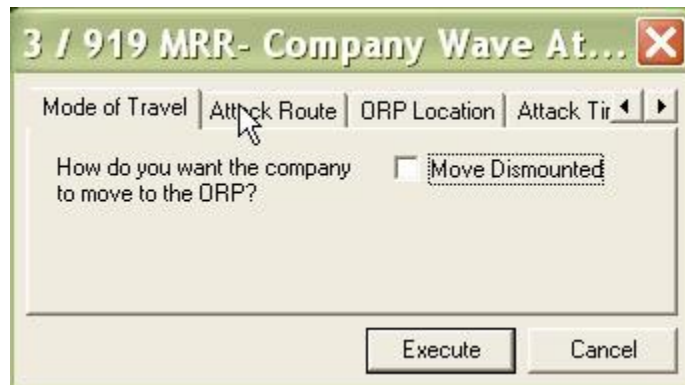 3 / 919 MRR- Company Wave At...
Mode of Travel Attack Route ORP Location Attack Tir
How do you want the company Move Dismounted
to move to the ORP?
Execute Cancel